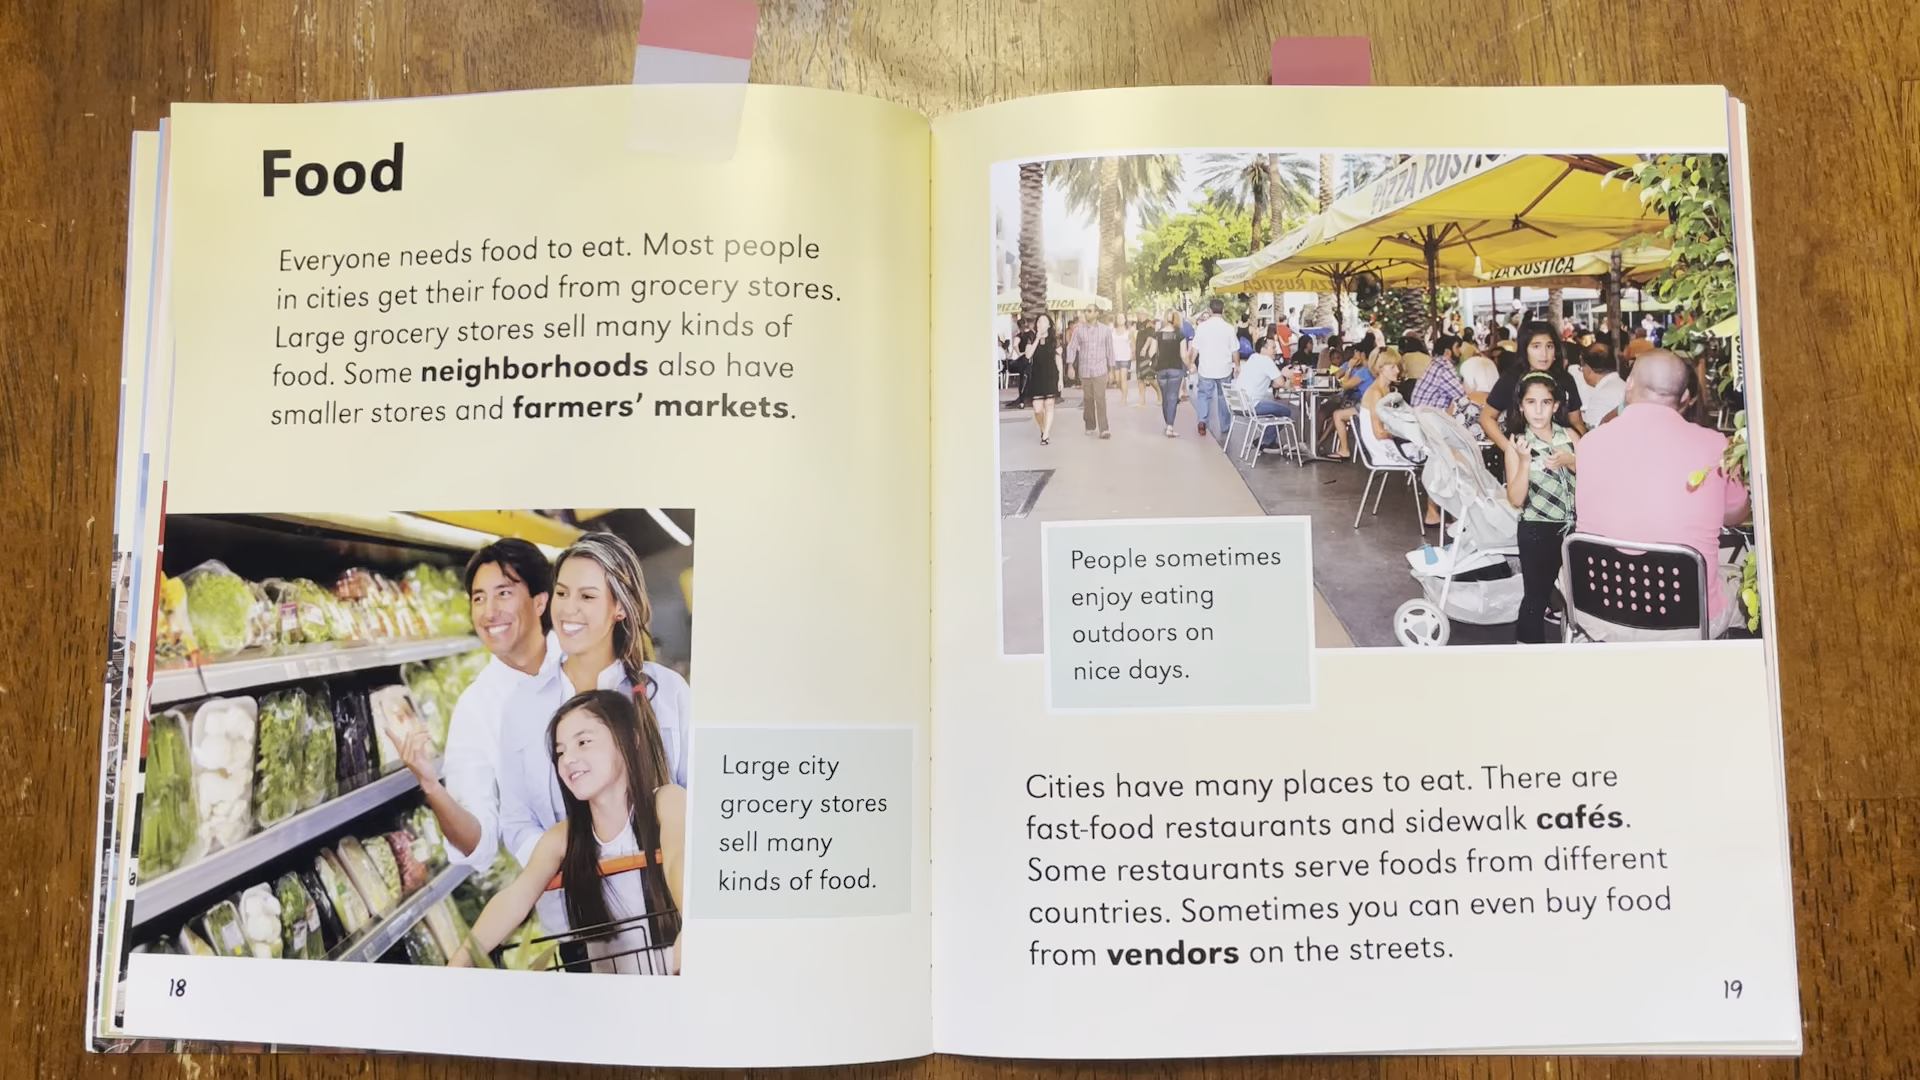 Food
Everyone needs food to eat. Most people
in cities get their food from grocery stores.
Large grocery stores sell many kinds of
food. Some neighborhoods also have
smaller stores and farmers’ markets.
Large city
grocery stores
sell many
kinds of food.
18
PIZZA RUSTICA
People sometimes
enjoy eating
outdoors on
nice days.
Cities have many places to eat. There are
fast-food restaurants and sidewalk cafés.
Some restaurants serve foods from different
countries. Sometimes you can even buy food
from vendors on the streets.
19